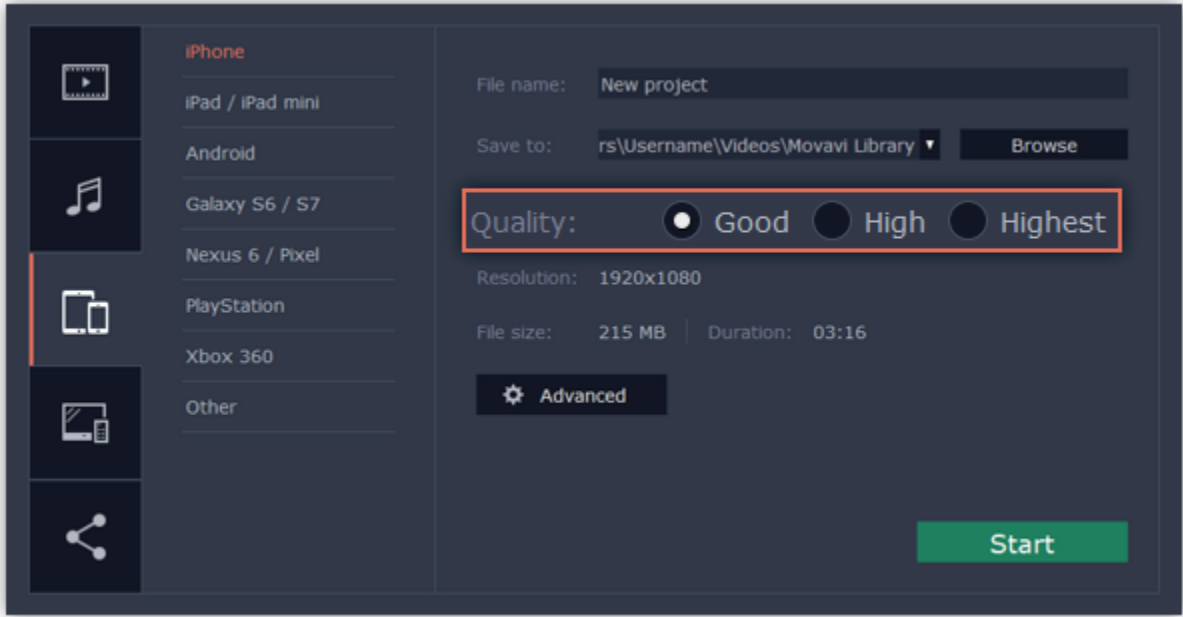 iPhone
iPad / iPad mini
Android
Galaxy S6 / S7
Nexus 6 / Pixel
PlayStation
Xbox 360
Other
File name: New project
Save to: rs\Username\Videos\Movavi Library Browse
Quality: Good High Highest
Resolution: 1920x1080
File size: 215 MB Duration: 03:16
Advanced
Start